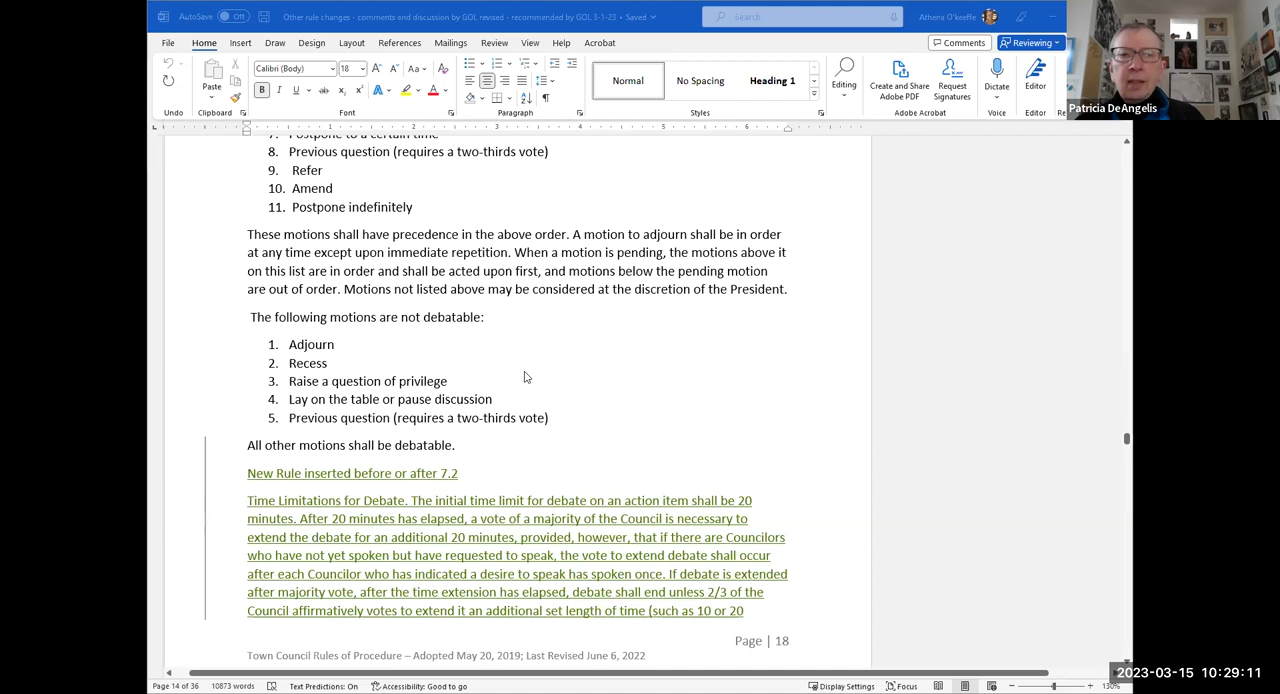 AutoSave Off Other rule changes - comments and discussion by GOL revised - recommended by GOL 3-1-23 • Saved Search Athena O'keeffe
File Home Insert Draw Design Layout References Mailings Review View Help Acrobat Comments Reviewing
Calibri (Body) 18 Normal No Spacing Heading 1
Paste Editing Create and Share Adobe PDF Request Signatures Dictate Editor
Undo Clipboard Font Paragraph Styles Adobe Acrobat Voice Editor Re
Patricia DeAngelis
7. Postpone to a certain time
8. Previous question (requires a two-thirds vote)
9. Refer
10. Amend
11. Postpone indefinitely
These motions shall have precedence in the above order. A motion to adjourn shall be in order
at any time except upon immediate repetition. When a motion is pending, the motions above it
on this list are in order and shall be acted upon first, and motions below the pending motion
are out of order. Motions not listed above may be considered at the discretion of the President.
The following motions are not debatable:
1. Adjourn
2. Recess
3. Raise a question of privilege
4. Lay on the table or pause discussion
5. Previous question (requires a two-thirds vote)
All other motions shall be debatable.
New Rule inserted before or after 7.2
Time Limitations for Debate. The initial time limit for debate on an action item shall be 20
minutes. After 20 minutes has elapsed, a vote of a majority of the Council is necessary to
extend the debate for an additional 20 minutes, provided, however, that if there are Councilors
who have not yet spoken but have requested to speak, the vote to extend debate shall occur
after each Councilor who has indicated a desire to speak has spoken once. If debate is extended
after majority vote, after the time extension has elapsed, debate shall end unless 2/3 of the
Council affirmatively votes to extend it an additional set length of time (such as 10 or 20
Page | 18
Town Council Rules of Procedure – Adopted May 20, 2019; Last Revised June 6, 2022
Page 14 of 36 10873 words Text Predictions: On Accessibility: Good to go Display Settings Focus 130%
2023-03-15 10:29:11